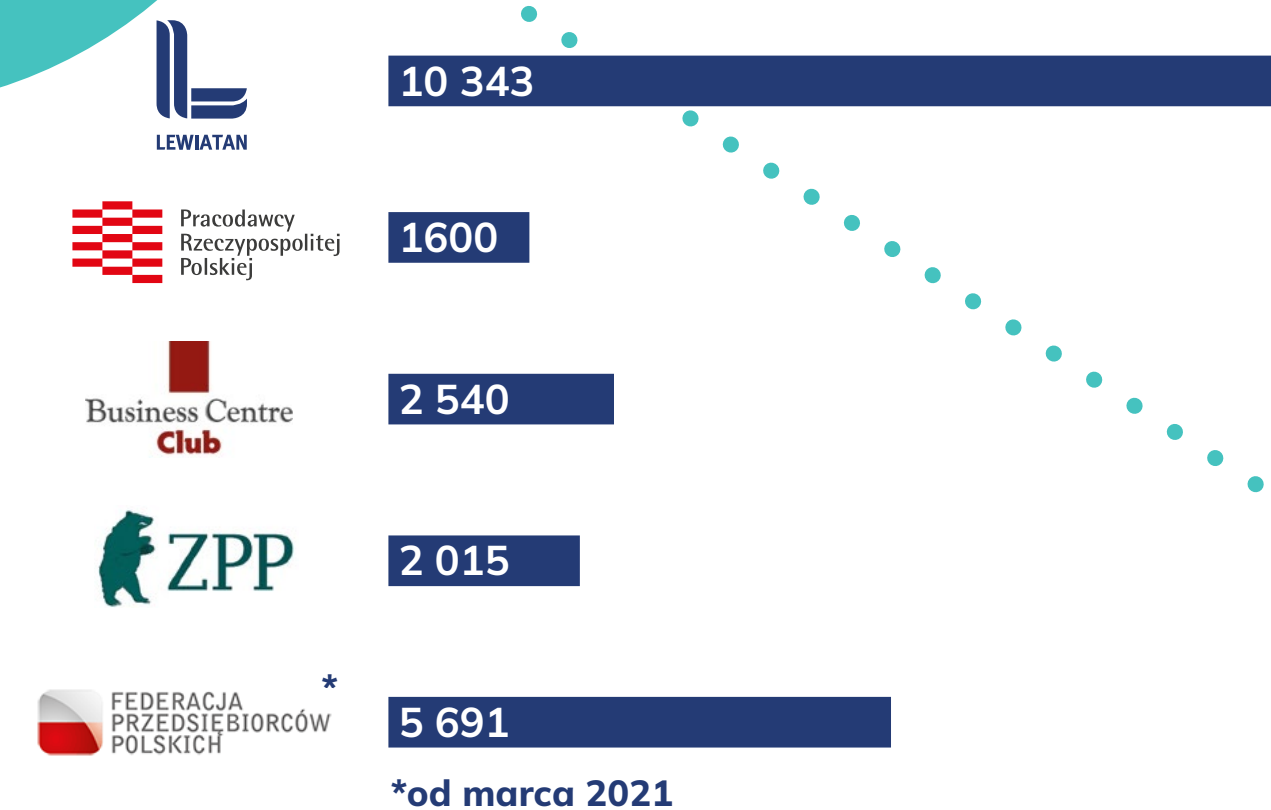 LEWIATAN
10 343
Pracodawcy
Rzeczypospolitej
Polskiej
1600
Business Centre
Club
2 540
ZPP
2 015
*
FEDERACJA
PRZEDSIĘBIORCÓW
POLSKICH
5 691
*od marca 2021